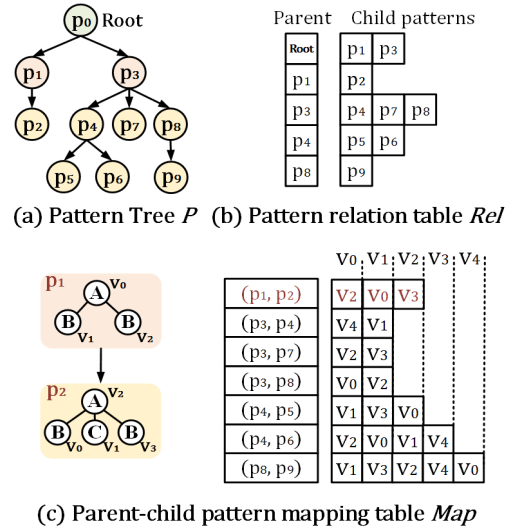 p0 Root
p1 p3
p2 p4 p7 p8
p5 p6 p9
(a) Pattern Tree P
Parent Child patterns
Root p1 p3
p1 p2
p3 p4 p7 p8
p4 p5 p6
p8 p9
(b) Pattern relation table Rel
p1
A v0
B B
v1 v2
p2
A v2
B C B
v0 v1 v3
v0 v1 v2 v3 v4
(p1, p2) v2 v0 v3
(p3, p4) v4 v1
(p3, p7) v2 v3
(p3, p8) v0 v2
(p4, p5) v1 v3 v0
(p4, p6) v2 v0 v1 v4
(p8, p9) v1 v3 v2 v4 v0
(c) Parent-child pattern mapping table Map